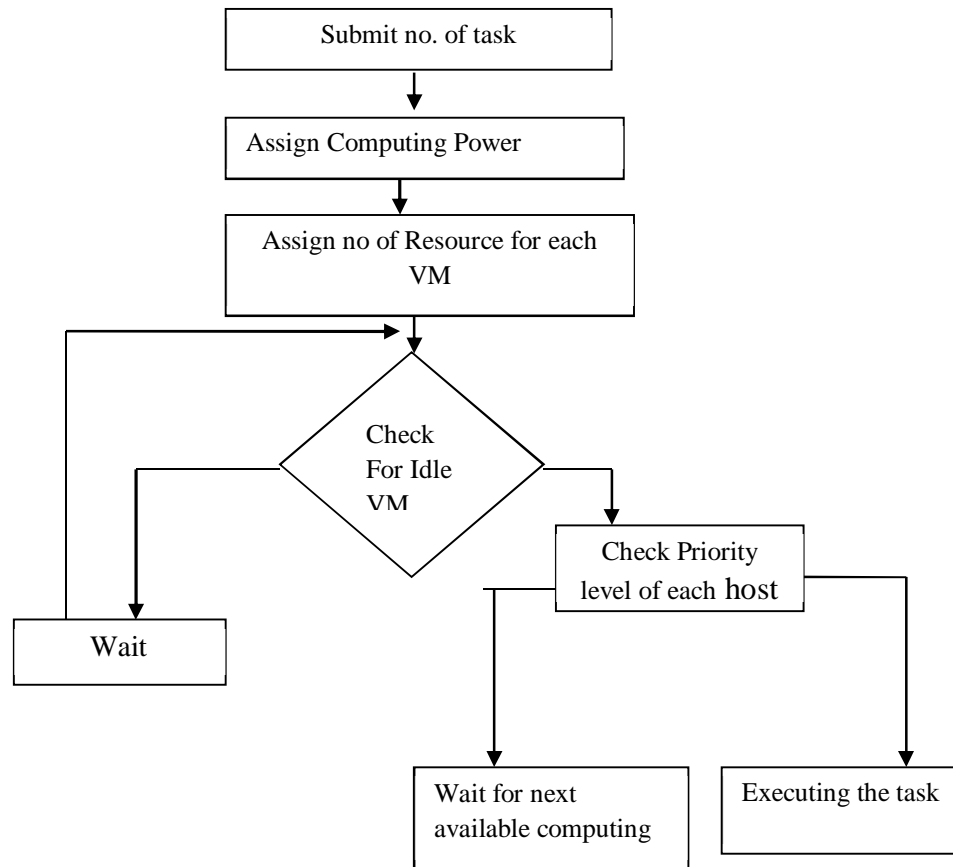 Submit no. of task
Assign Computing Power
Assign no of Resource for each
VM
Check
For Idle
VM
Check Priority
level of each host
Wait
Wait for next
available computing
Executing the task